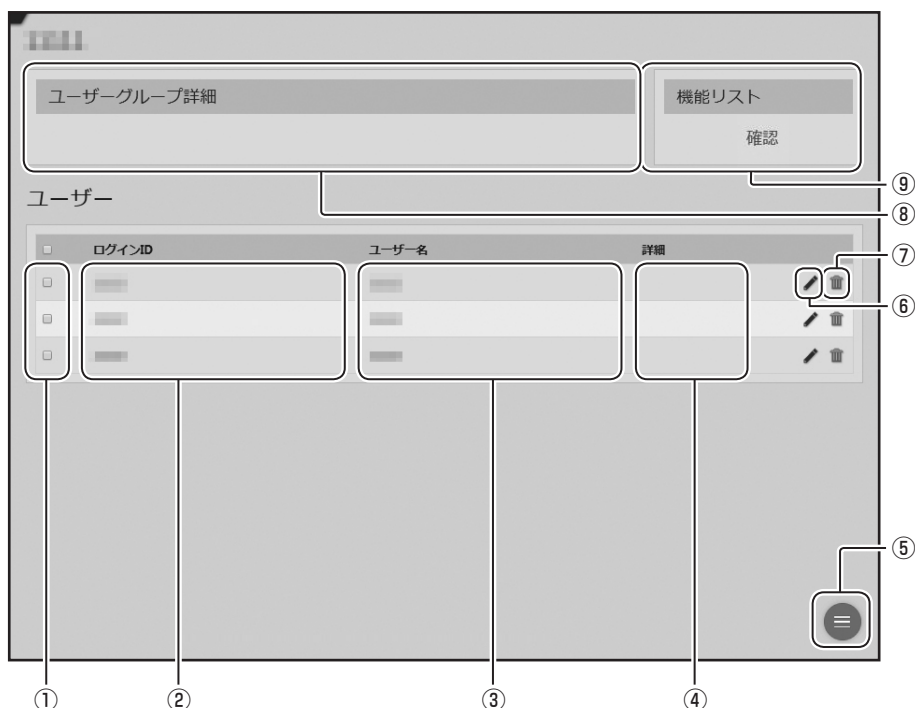 ユーザーグループ詳細
機能リスト
確認
⑨
ユーザー
⑧
ログインID ユーザー名 詳細
⑦
⑥
⑤
① ② ③ ④